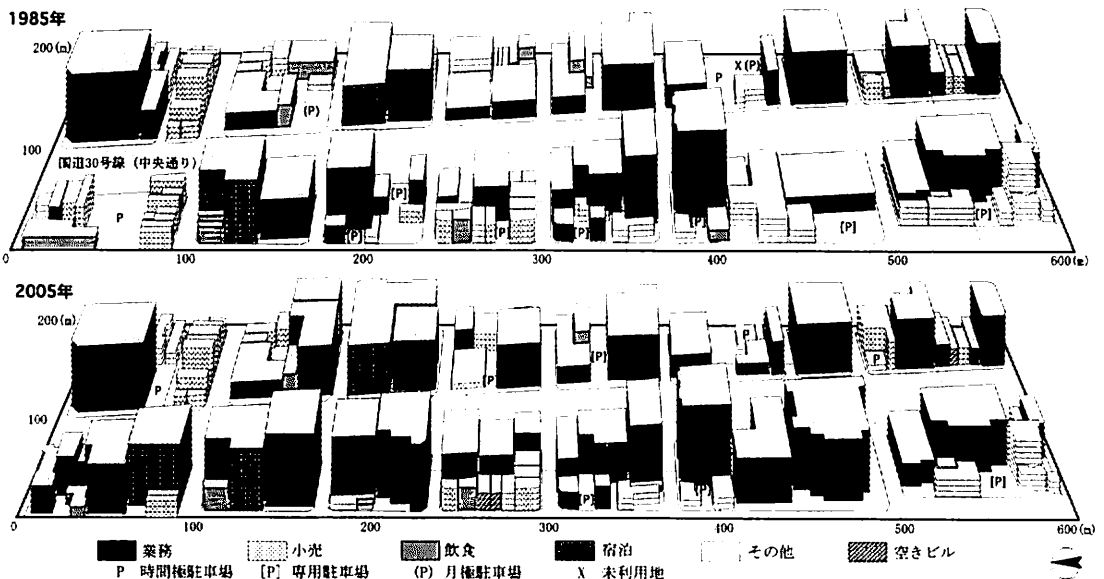 1985年
200(m)
P
X(P)
(P)
100
国道30号線(中央通り)
[P]
P
[P]
[P]
[P]
[P]
[P]
[P]
0 100 200 300 400 500 600(m)
2005年
200(m)
P
(P)
P
P
P
100
[P]
P
[P]
0 100 200 300 400 500 600(m)
業務 小売 飲食 宿泊 その他 空きビル
P 時間極駐車場 [P] 専用駐車場 (P) 月極駐車場 X 未利用地